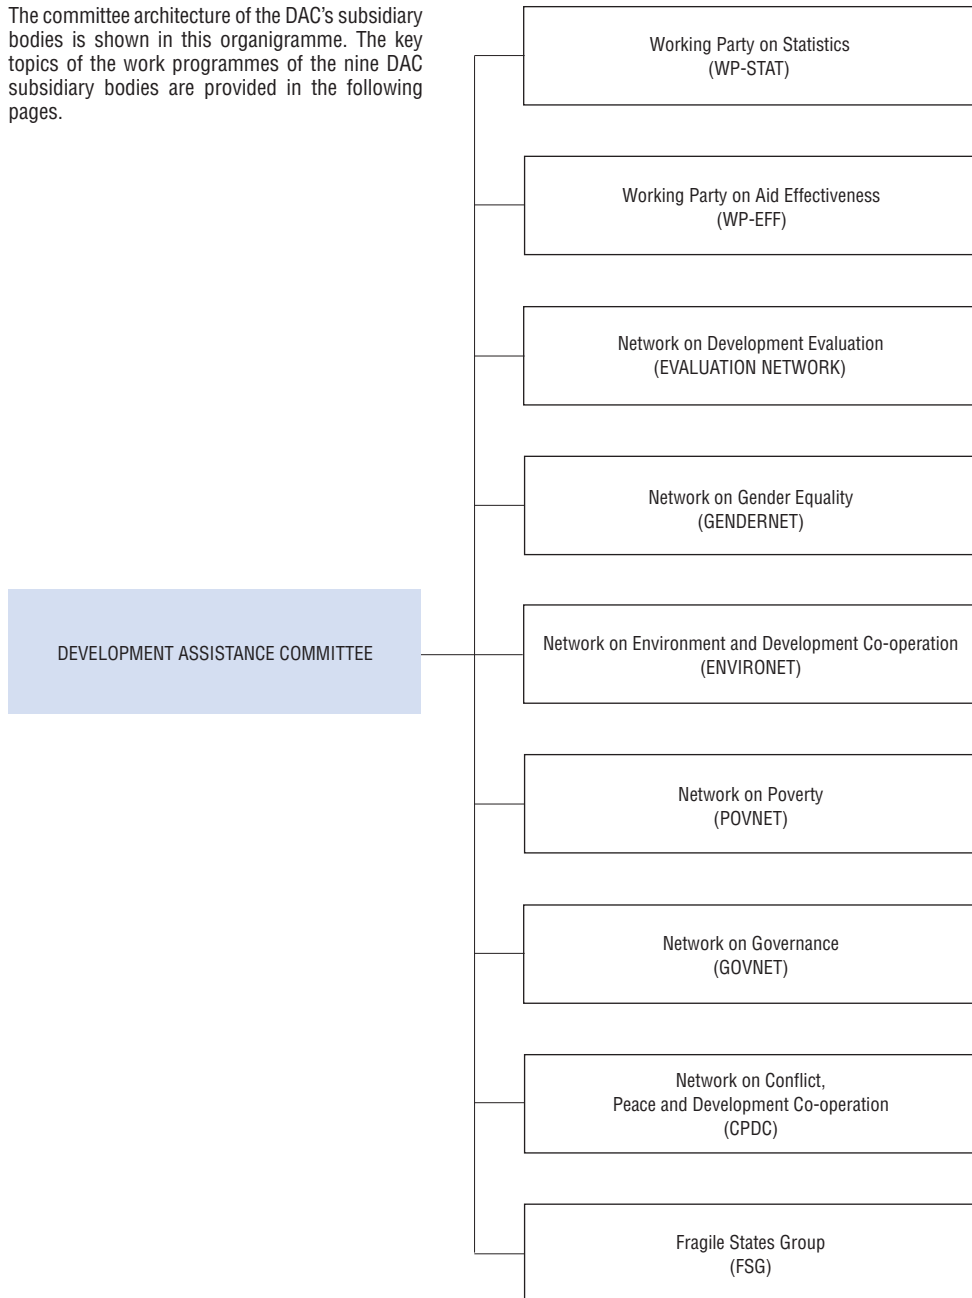 The committee architecture of the DAC's subsidiary
bodies is shown in this organigramme. The key
topics of the work programmes of the nine DAC
subsidiary bodies are provided in the following
pages.
DEVELOPMENT ASSISTANCE COMMITTEE
Working Party on Statistics
(WP-STAT)
Working Party on Aid Effectiveness
(WP-EFF)
Network on Development Evaluation
(EVALUATION NETWORK)
Network on Gender Equality
(GENDERNET)
Network on Environment and Development Co-operation
(ENVIRONET)
Network on Poverty
(POVNET)
Network on Governance
(GOVNET)
Network on Conflict,
Peace and Development Co-operation
(CPDC)
Fragile States Group
(FSG)